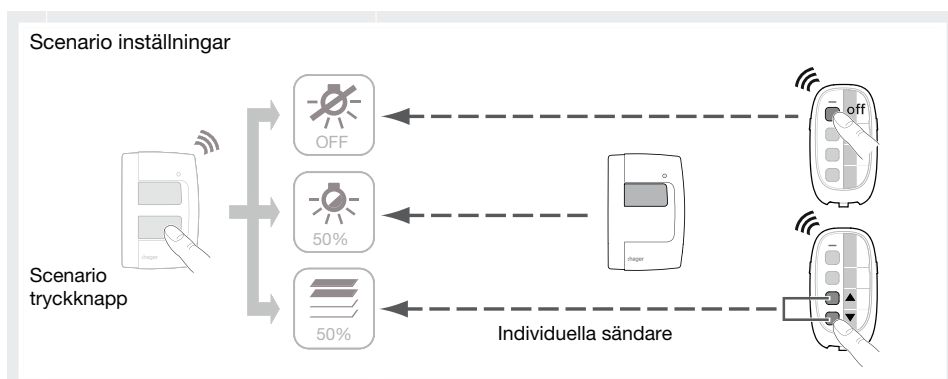 Scenario inställningar
off
OFF
50%
:hager
:hager
Scenario
tryckknapp
50%
Individuella sändare